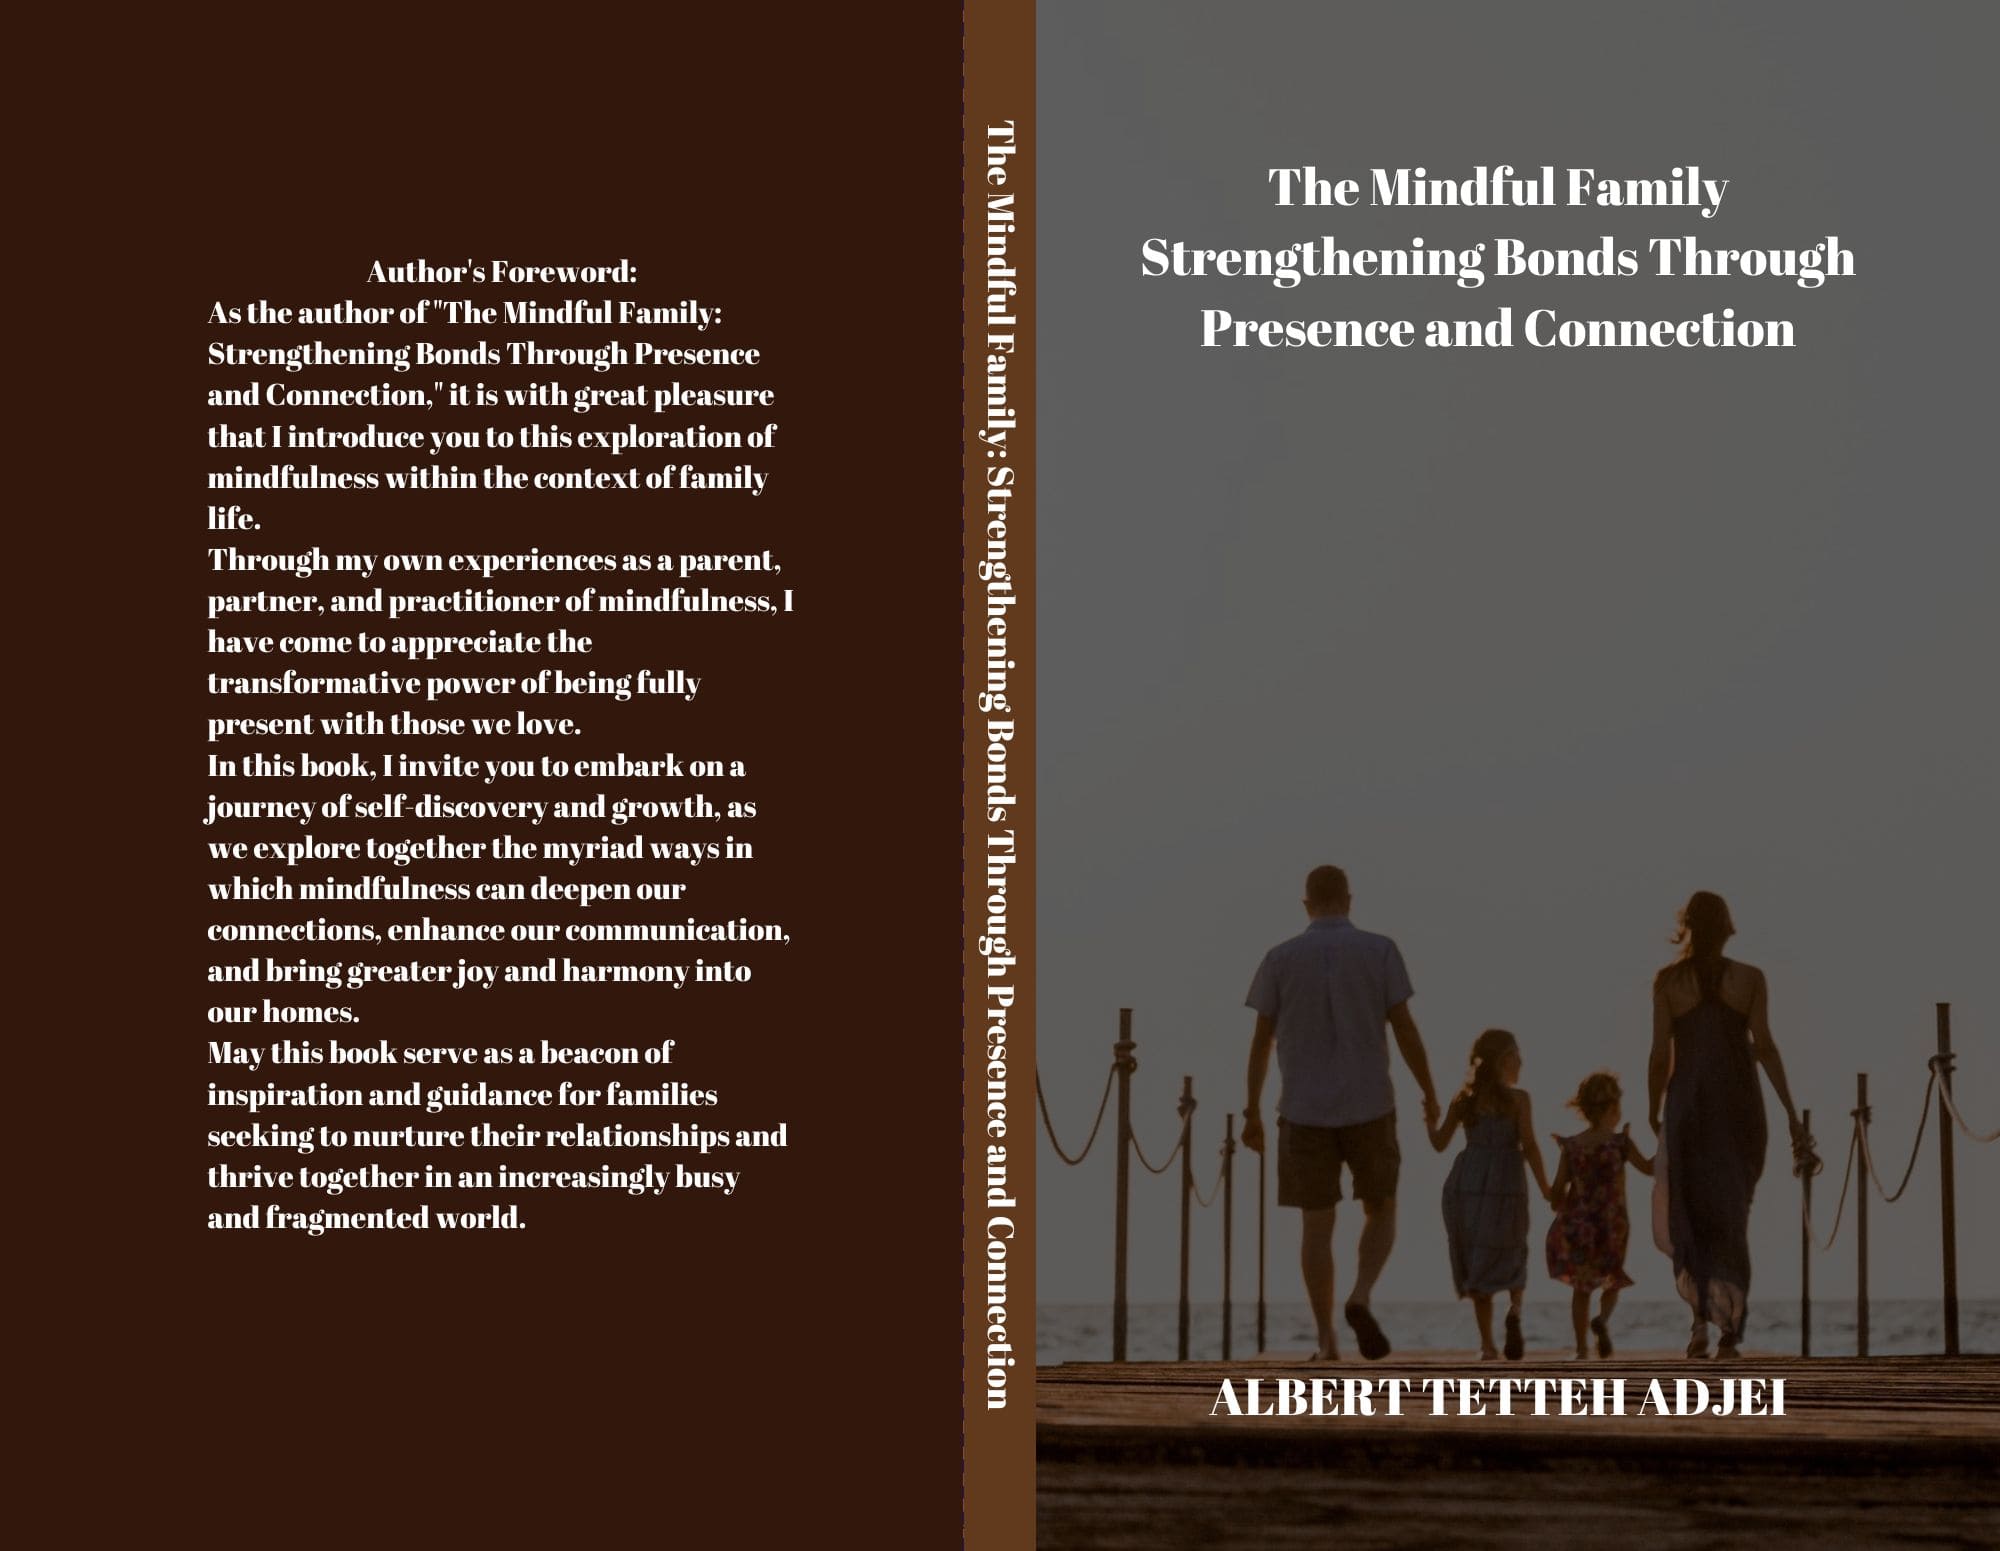 Author's Foreword:
As the author of "The Mindful Family:
Strengthening Bonds Through Presence
and Connection," it is with great pleasure
that I introduce you to this exploration of
mindfulness within the context of family
life.
Through my own experiences as a parent,
partner, and practitioner of mindfulness, I
have come to appreciate the
transformative power of being fully
present with those we love.
In this book, I invite you to embark on a
journey of self-discovery and growth, as
we explore together the myriad ways in
which mindfulness can deepen our
connections, enhance our communication,
and bring greater joy and harmony into
our homes.
May this book serve as a beacon of
inspiration and guidance for families
seeking to nurture their relationships and
thrive together in an increasingly busy
and fragmented world.
The Mindful Family: Strengthening Bonds Through Presence and Connection
The Mindful Family
Strengthening Bonds Through
Presence and Connection
ALBERT TETTEH ADJEI